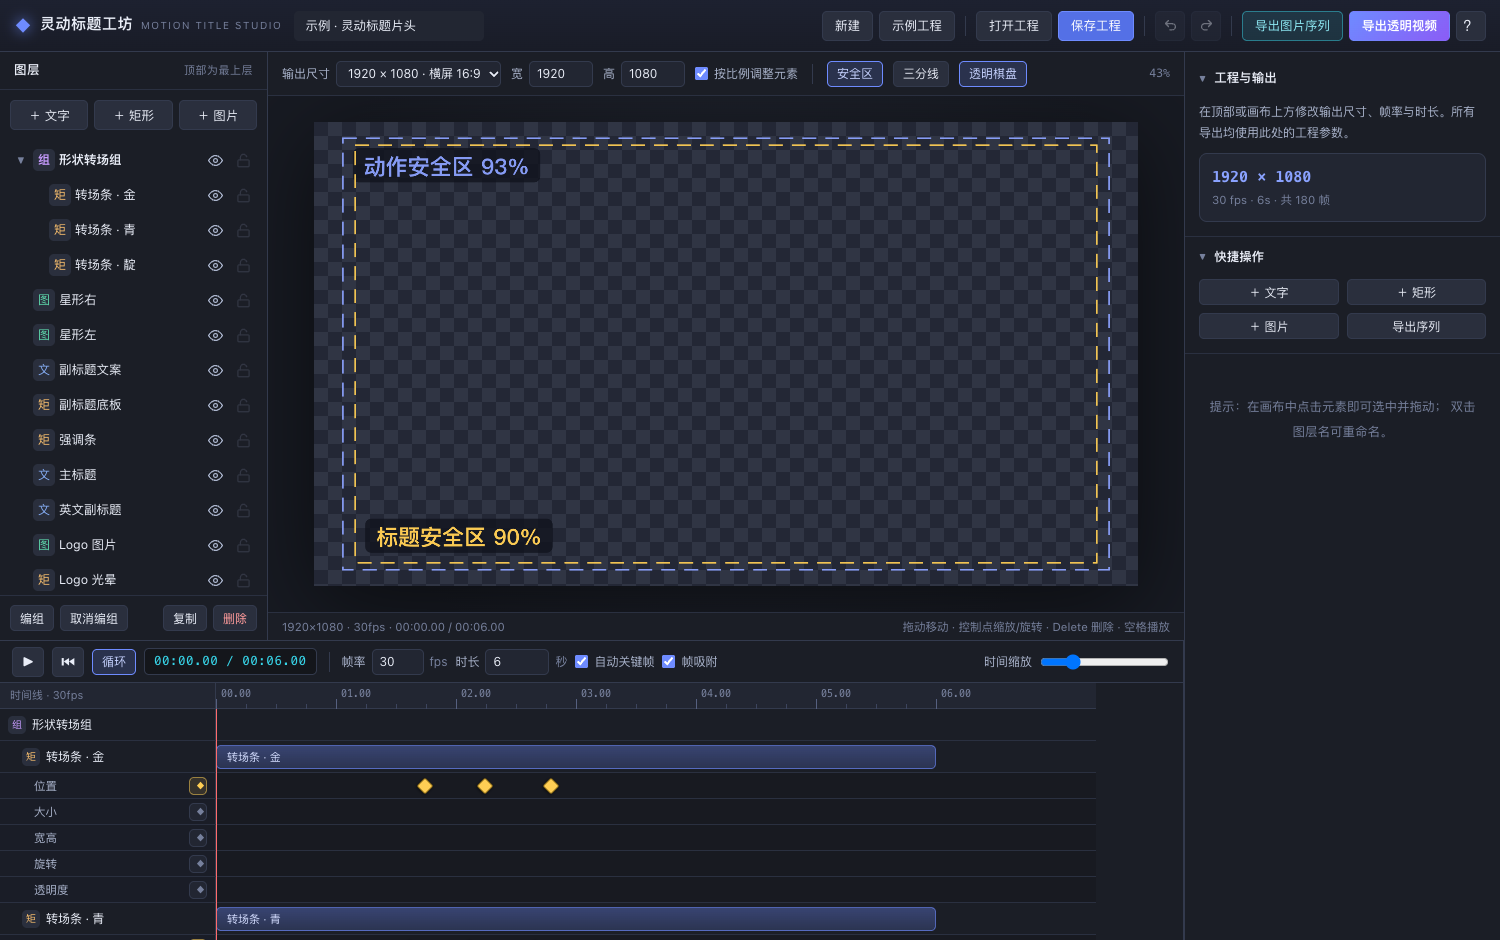 灵动标题工坊 MOTION TITLE STUDIO 示例 · 灵动标题片头 新建 示例工程 打开工程 保存工程 导出图片序列 导出透明视频 ?
图层 顶部为最上层
+ 文字 + 矩形 + 图片
组 形状转场组
矩 转场条 · 金
矩 转场条 · 青
矩 转场条 · 靛
图 星形右
图 星形左
文 副标题文案
矩 副标题底板
矩 强调条
文 主标题
文 英文副标题
图 Logo 图片
矩 Logo 光晕
编组 取消编组 复制 删除
输出尺寸 1920 × 1080 · 横屏 16:9 宽 1920 高 1080 按比例调整元素 安全区 三分线 透明棋盘 43%
动作安全区 93%
标题安全区 90%
1920×1080 · 30fps · 00:00.00 / 00:06.00 拖动移动 · 控制点缩放/旋转 · Delete 删除 · 空格播放
工程与输出
在顶部或画布上方修改输出尺寸、帧率与时长。所有
导出均使用此处的工程参数。
1920 × 1080
30 fps · 6s · 共 180 帧
快捷操作
+ 文字 + 矩形
+ 图片 导出序列
提示：在画布中点击元素即可选中并拖动； 双击
图层名可重命名。
循环 00:00.00 / 00:06.00 帧率 30 fps 时长 6 秒 自动关键帧 帧吸附 时间缩放
时间线 · 30fps 00.00 01.00 02.00 03.00 04.00 05.00 06.00
组 形状转场组
矩 转场条 · 金 转场条 · 金
位置
大小
宽高
旋转
透明度
矩 转场条 · 青 转场条 · 青